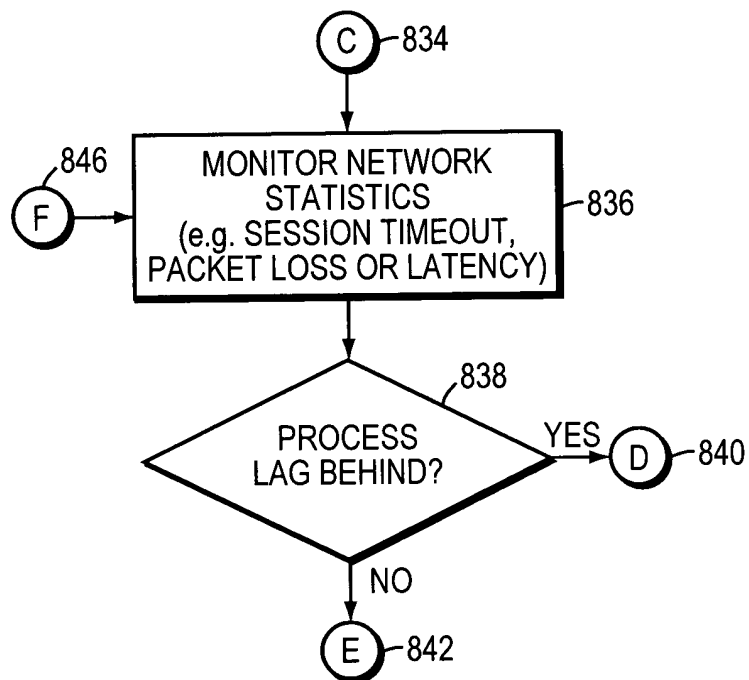 C
834
846
F
MONITOR NETWORK
STATISTICS
(e.g. SESSION TIMEOUT,
PACKET LOSS OR LATENCY)
836
838
PROCESS
LAG BEHIND?
YES
D
840
NO
E
842